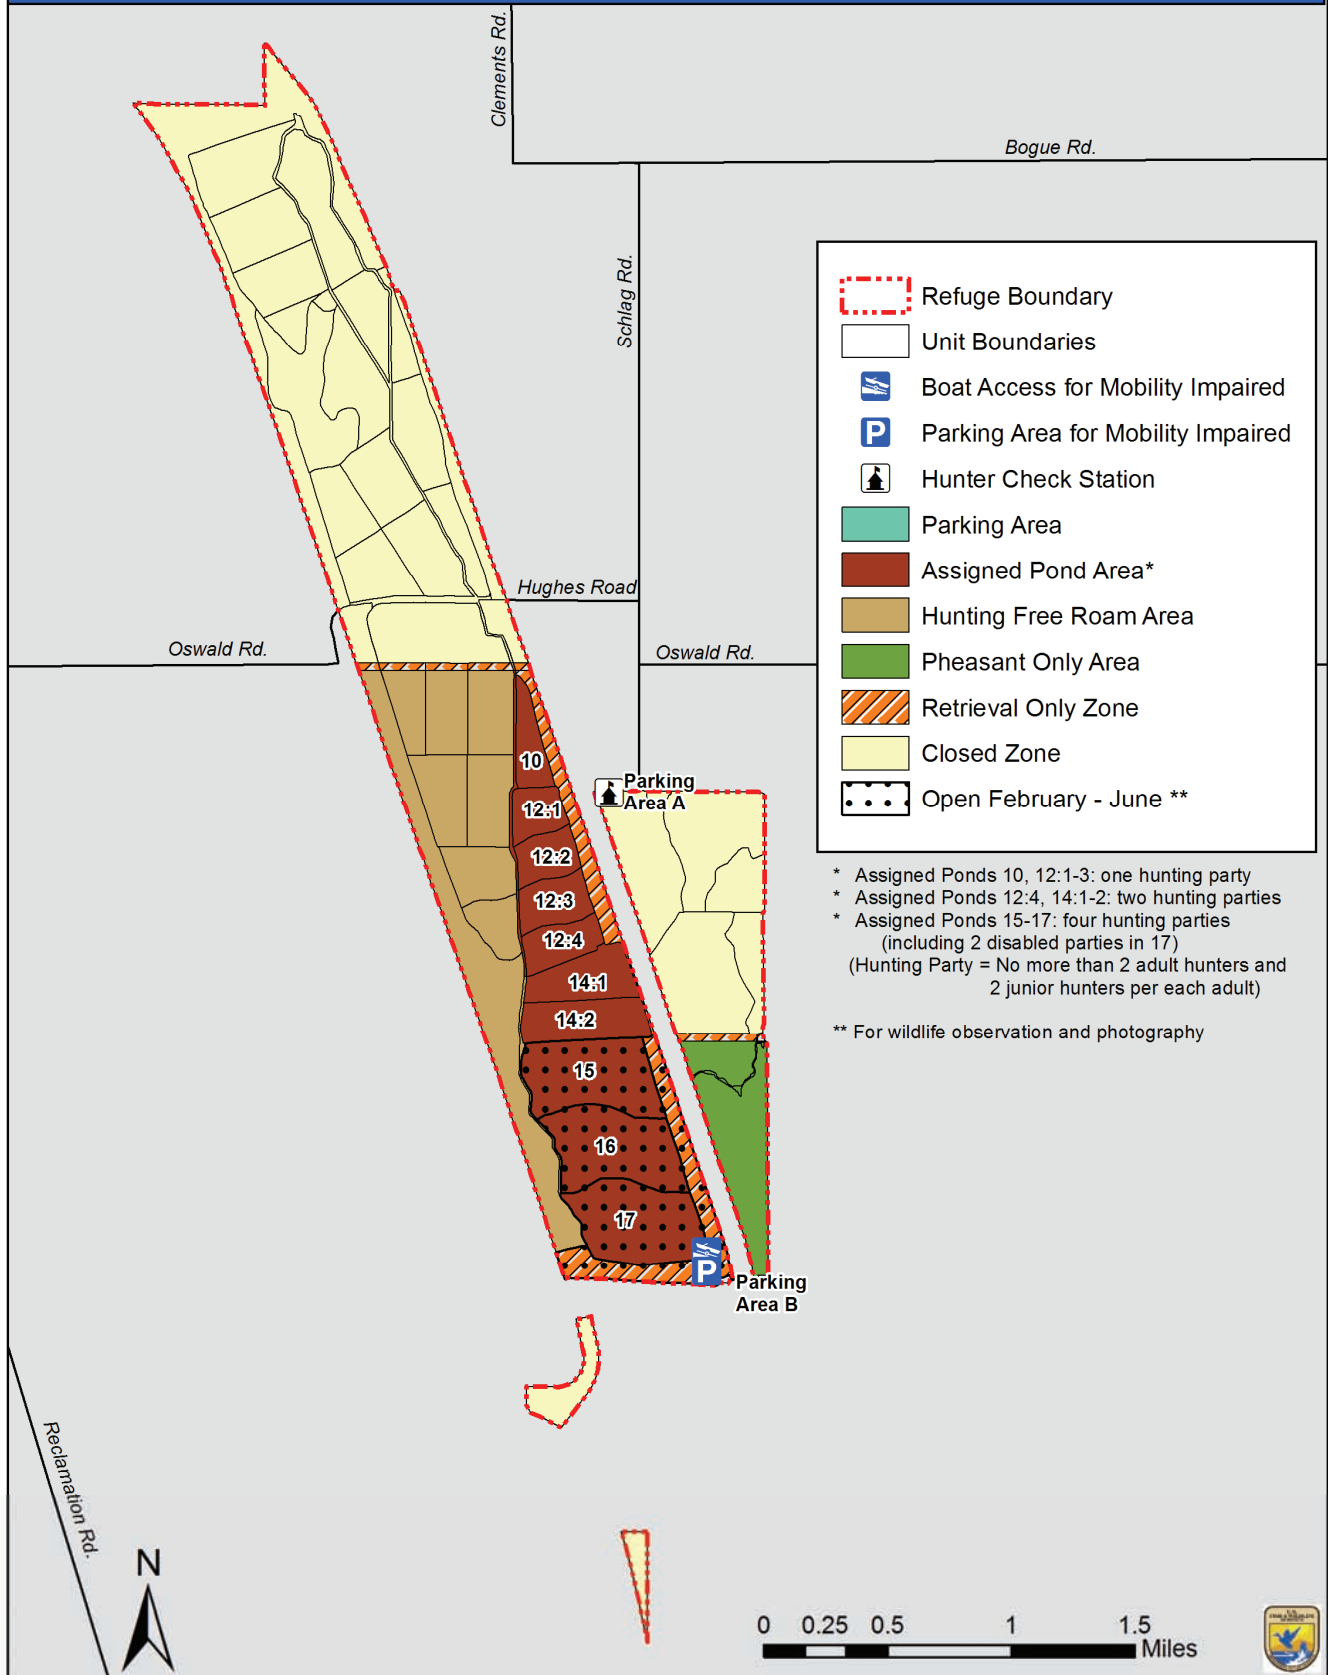 Clements Rd.
Bogue Rd.
Schlag Rd.
Refuge Boundary
Unit Boundaries
Boat Access for Mobility Impaired
P Parking Area for Mobility Impaired
Hunter Check Station
Parking Area
Assigned Pond Area*
Hunting Free Roam Area
Pheasant Only Area
Retrieval Only Zone
Closed Zone
Open February - June **
Hughes Road
Oswald Rd.
Oswald Rd.
10
12:1
12:2
12:3
12:4
14:1
14:2
15
16
17
Parking
Area A
* Assigned Ponds 10, 12:1-3: one hunting party
* Assigned Ponds 12:4, 14:1-2: two hunting parties
* Assigned Ponds 15-17: four hunting parties
(including 2 disabled parties in 17)
(Hunting Party = No more than 2 adult hunters and
2 junior hunters per each adult)
** For wildlife observation and photography
P
Parking
Area B
Reclamation Rd.
N
0 0.25 0.5 1 1.5
Miles